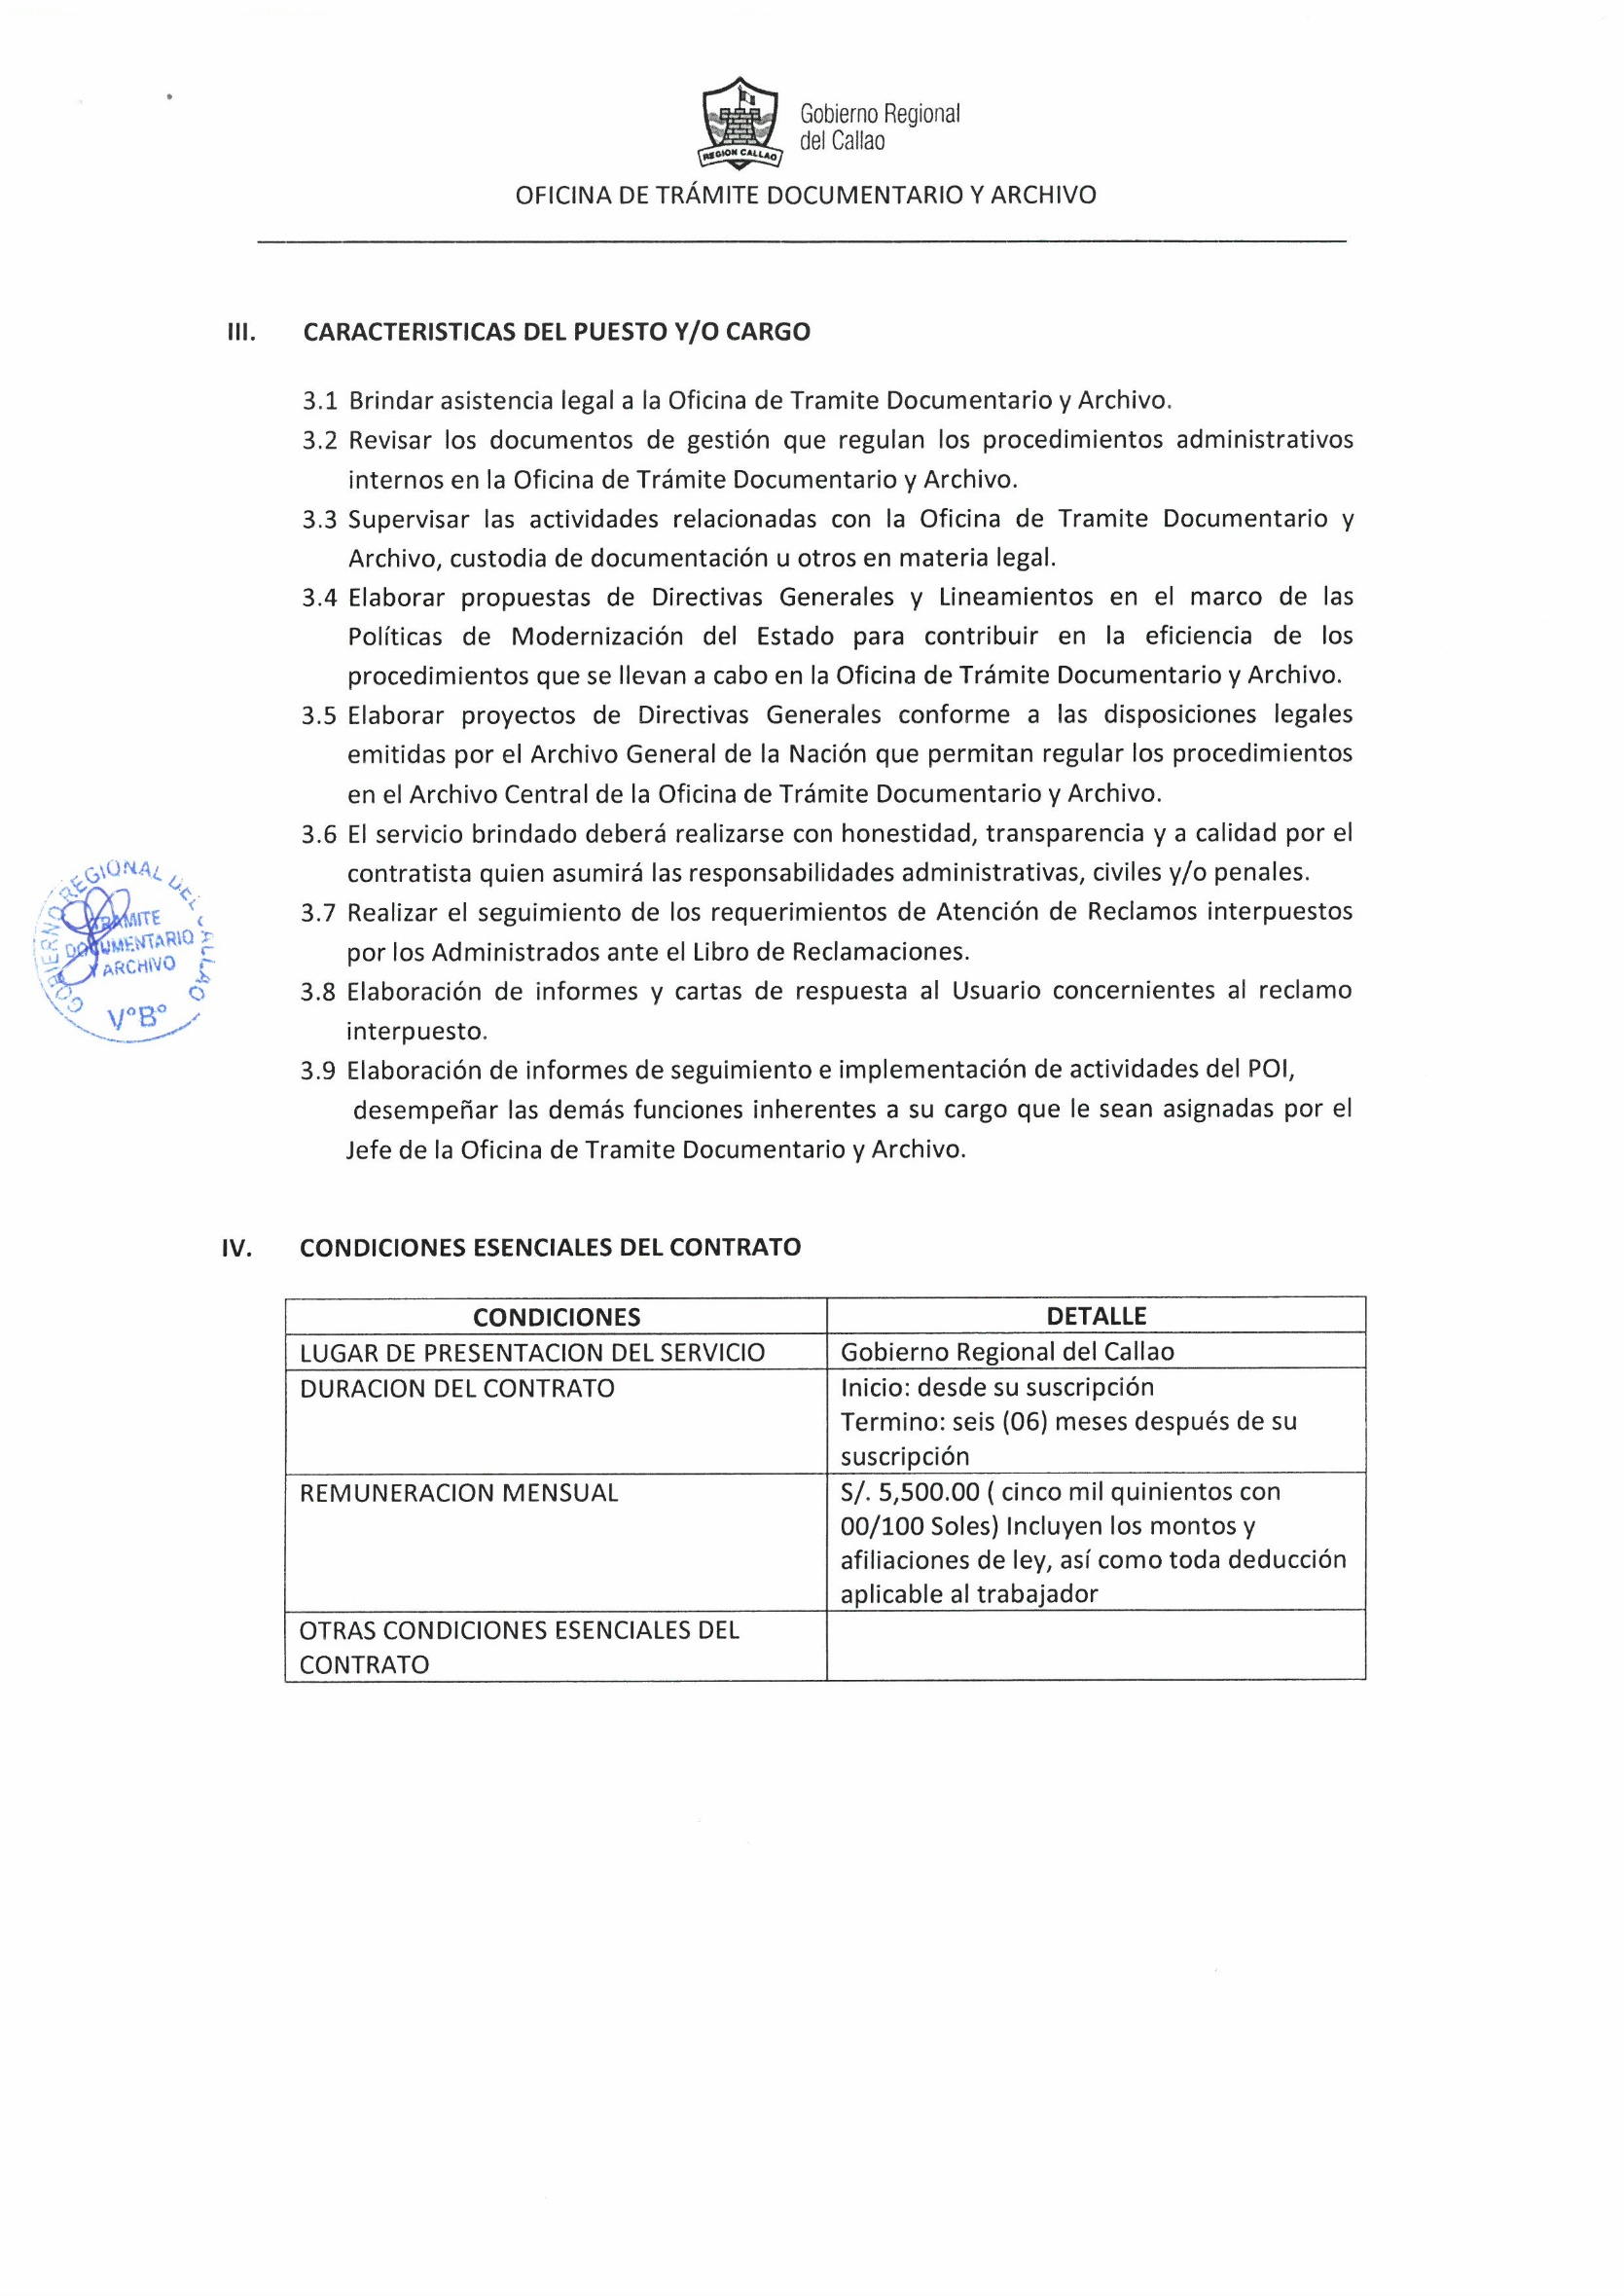 Gobierno Regional
del Callao
REGION CALLAO
OFICINA DE TRÁMITE DOCUMENTARIO Y ARCHIVO
III. CARACTERISTICAS DEL PUESTO Y/O CARGO
3.1 Brindar asistencia legal a la Oficina de Tramite Documentario y Archivo.
3.2 Revisar los documentos de gestión que regulan los procedimientos administrativos
internos en la Oficina de Trámite Documentario y Archivo.
3.3 Supervisar las actividades relacionadas con la Oficina de Tramite Documentario y
Archivo, custodia de documentación u otros en materia legal.
3.4 Elaborar propuestas de Directivas Generales y Lineamientos en el marco de las
Políticas de Modernización del Estado para contribuir en la eficiencia de los
procedimientos que se llevan a cabo en la Oficina de Trámite Documentario y Archivo.
3.5 Elaborar proyectos de Directivas Generales conforme a las disposiciones legales
emitidas por el Archivo General de la Nación que permitan regular los procedimientos
en el Archivo Central de la Oficina de Trámite Documentario y Archivo.
3.6 El servicio brindado deberá realizarse con honestidad, transparencia y a calidad por el
contratista quien asumirá las responsabilidades administrativas, civiles y/o penales.
3.7 Realizar el seguimiento de los requerimientos de Atención de Reclamos interpuestos
por los Administrados ante el Libro de Reclamaciones.
3.8 Elaboración de informes y cartas de respuesta al Usuario concernientes al reclamo
interpuesto.
3.9 Elaboración de informes de seguimiento e implementación de actividades del POI,
desempeñar las demás funciones inherentes a su cargo que le sean asignadas por el
Jefe de la Oficina de Tramite Documentario y Archivo.
GOBIERNO REGIONAL DEL CALLAO
TRAMITE
DOCUMENTARIO
Y ARCHIVO
V°B°
IV. CONDICIONES ESENCIALES DEL CONTRATO
CONDICIONES DETALLE
LUGAR DE PRESENTACION DEL SERVICIO Gobierno Regional del Callao
DURACION DEL CONTRATO Inicio: desde su suscripción
Termino: seis (06) meses después de su
suscripción
REMUNERACION MENSUAL S/. 5,500.00 ( cinco mil quinientos con
00/100 Soles) Incluyen los montos y
afiliaciones de ley, así como toda deducción
aplicable al trabajador
OTRAS CONDICIONES ESENCIALES DEL
CONTRATO